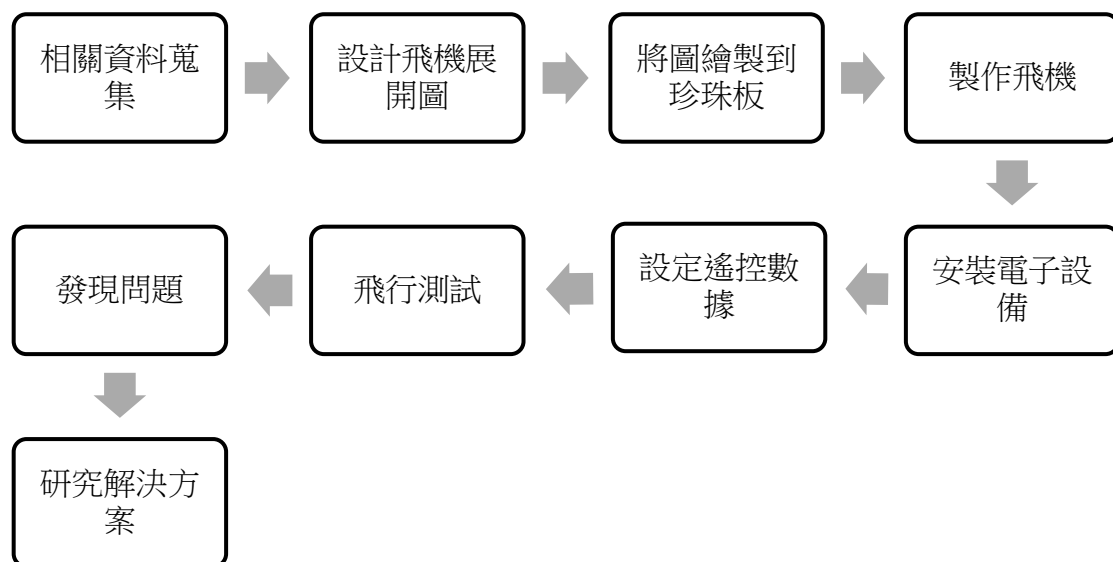 相關資料蒐
集
設計飛機展
開圖
將圖繪製到
珍珠板
製作飛機
安裝電子設
備
設定遙控數
據
飛行測試
發現問題
研究解決方
案